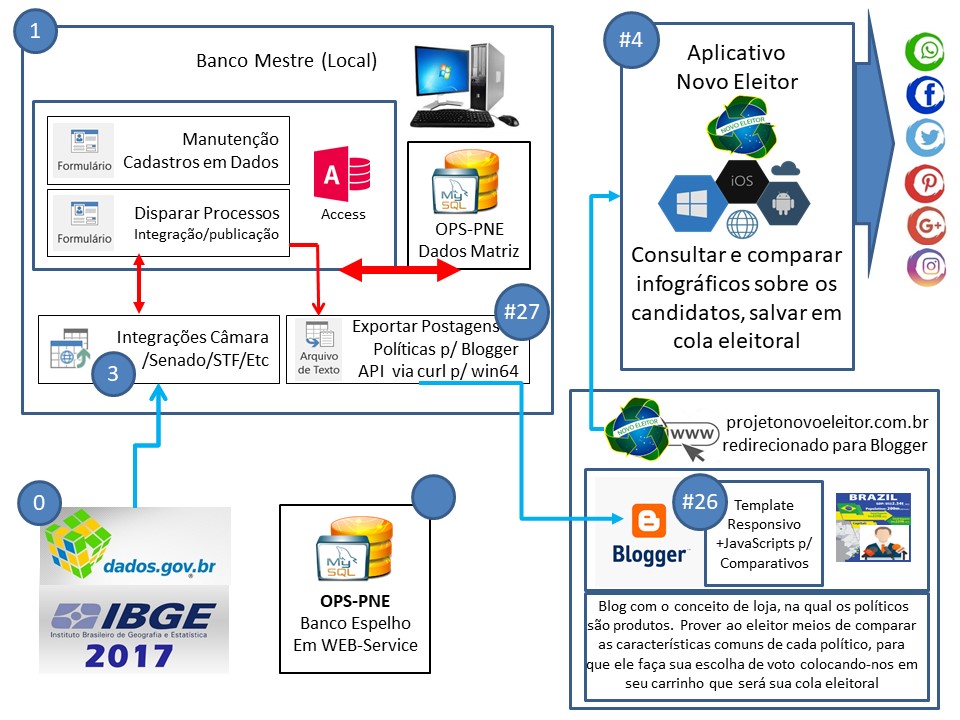 1
Banco Mestre (Local)
Formulário
Manutenção
Cadastros em Dados
Formulário
Disparar Processos
Integração/publicação
A
Access
MySQL
OPS-PNE
Dados Matriz
Integrações Câmara
/Senado/STF/Etc
3
#27
Arquivo
de Texto
Exportar Postagens
Políticas p/ Blogger
API via curl p/ win64
0
dados.gov.br
IBGE
Instituto Brasileiro de Geografia e Estatística
2017
MySQL
OPS-PNE
Banco Espelho
Em WEB-Service
#4
Aplicativo
Novo Eleitor
NOVO ELEITOR
iOS
Consultar e comparar
infográficos sobre os
candidatos, salvar em
cola eleitoral
NOVO ELEITOR
www
projetonovoeleitor.com.br
redirecionado para Blogger
Blogger
#26
Template
Responsivo
+JavaScripts p/
Comparativos
BRAZIL
Blog com o conceito de loja, na qual os políticos
são produtos. Prover ao eleitor meios de comparar
as características comuns de cada político, para
que ele faça sua escolha de voto colocando-nos em
seu carrinho que será sua cola eleitoral